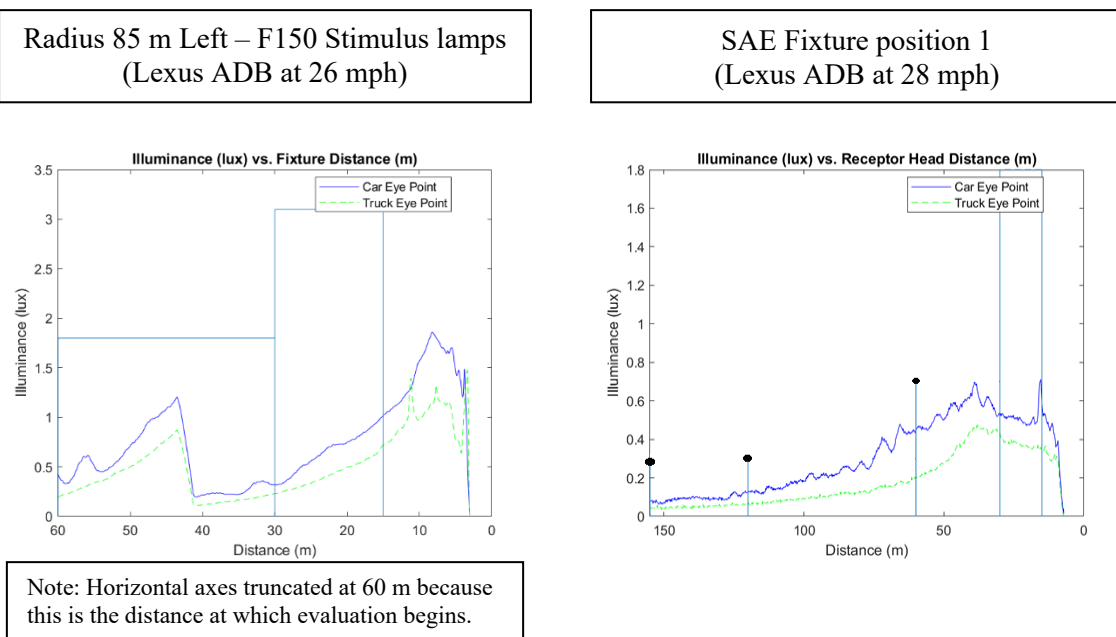 Radius 85 m Left – F150 Stimulus lamps
(Lexus ADB at 26 mph)
SAE Fixture position 1
(Lexus ADB at 28 mph)
Illuminance (lux) vs. Fixture Distance (m)
Car Eye Point
Truck Eye Point
3.5
3
2.5
2
1.5
1
0.5
0
Illuminance (lux)
60
50
40
30
20
10
0
Distance (m)
Illuminance (lux) vs. Receptor Head Distance (m)
Car Eye Point
Truck Eye Point
1.8
1.6
1.4
1.2
1
0.8
0.6
0.4
0.2
0
Illuminance (lux)
150
100
50
0
Distance (m)
Note: Horizontal axes truncated at 60 m because
this is the distance at which evaluation begins.